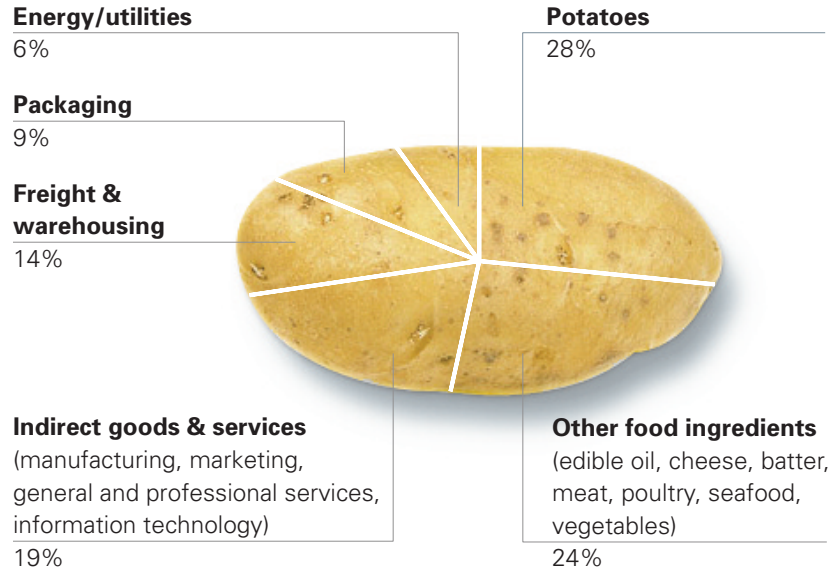 Energy/utilities
6%
Potatoes
28%
Packaging
9%
Freight &
warehousing
14%
Indirect goods & services
(manufacturing, marketing,
general and professional services,
information technology)
19%
Other food ingredients
(edible oil, cheese, batter,
meat, poultry, seafood,
vegetables)
24%